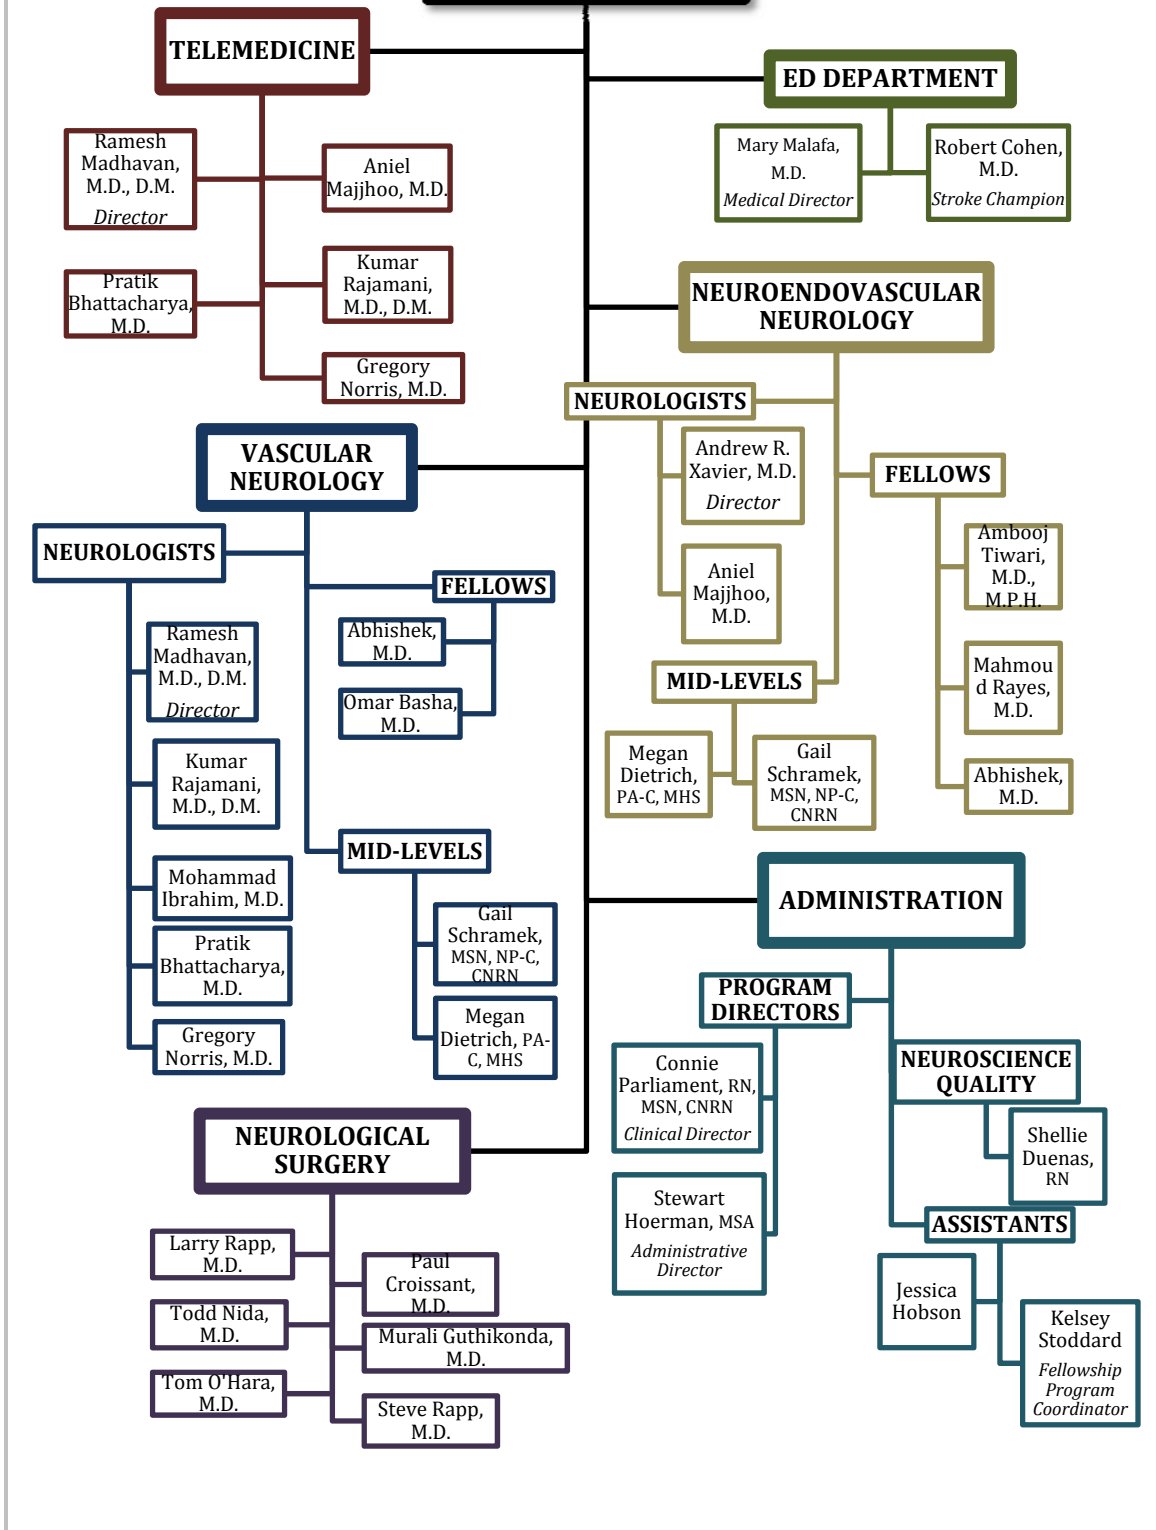 TELEMEDICINE
Ramesh
Madhavan,
M.D., D.M.
Director
Aniel
Majjhoo, M.D.
Pratik
Bhattacharya,
M.D.
Kumar
Rajamani,
M.D., D.M.
Gregory
Norris, M.D.
ED DEPARTMENT
Mary Malafa,
M.D.
Medical Director
Robert Cohen,
M.D.
Stroke Champion
NEUROENDOVASCULAR
NEUROLOGY
NEUROLOGISTS
Andrew R.
Xavier, M.D.
Director
Aniel
Majjhoo,
M.D.
FELLOWS
Ambooj
Tiwari,
M.D.,
M.P.H.
Mahmou
d Rayes,
M.D.
Abhishek,
M.D.
MID-LEVELS
Megan
Dietrich,
PA-C, MHS
Gail
Schramek,
MSN, NP-C,
CNRN
VASCULAR
NEUROLOGY
NEUROLOGISTS
Ramesh
Madhavan,
M.D., D.M.
Director
Kumar
Rajamani,
M.D., D.M.
Mohammad
Ibrahim, M.D.
Pratik
Bhattacharya,
M.D.
Gregory
Norris, M.D.
FELLOWS
Abhishek,
M.D.
Omar Basha,
M.D.
MID-LEVELS
Gail
Schramek,
MSN, NP-C,
CNRN
Megan
Dietrich, PA-
C, MHS
ADMINISTRATION
PROGRAM
DIRECTORS
Connie
Parliament, RN,
MSN, CNRN
Clinical Director
Stewart
Hoerman, MSA
Administrative
Director
NEUROSCIENCE
QUALITY
Shellie
Duenas,
RN
ASSISTANTS
Jessica
Hobson
Kelsey
Stoddard
Fellowship
Program
Coordinator
NEUROLOGICAL
SURGERY
Larry Rapp,
M.D.
Paul
Croissant,
M.D.
Todd Nida,
M.D.
Murali Guthikonda,
M.D.
Tom O'Hara,
M.D.
Steve Rapp,
M.D.